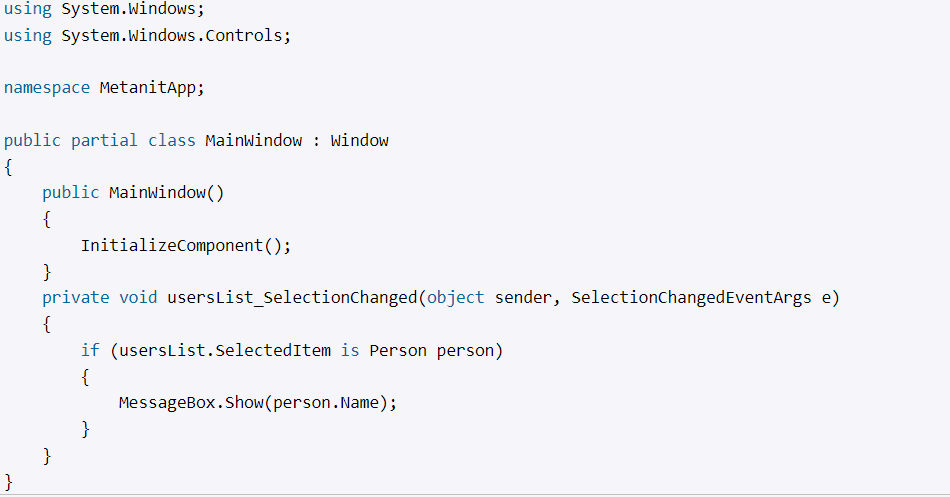 using System.Windows;
using System.Windows.Controls;

namespace MetanitApp;

public partial class MainWindow : Window
{
    public MainWindow()
    {
        InitializeComponent();
    }
    private void usersList_SelectionChanged(object sender, SelectionChangedEventArgs e)
    {
        if (usersList.SelectedItem is Person person)
        {
            MessageBox.Show(person.Name);
        }
    }
}